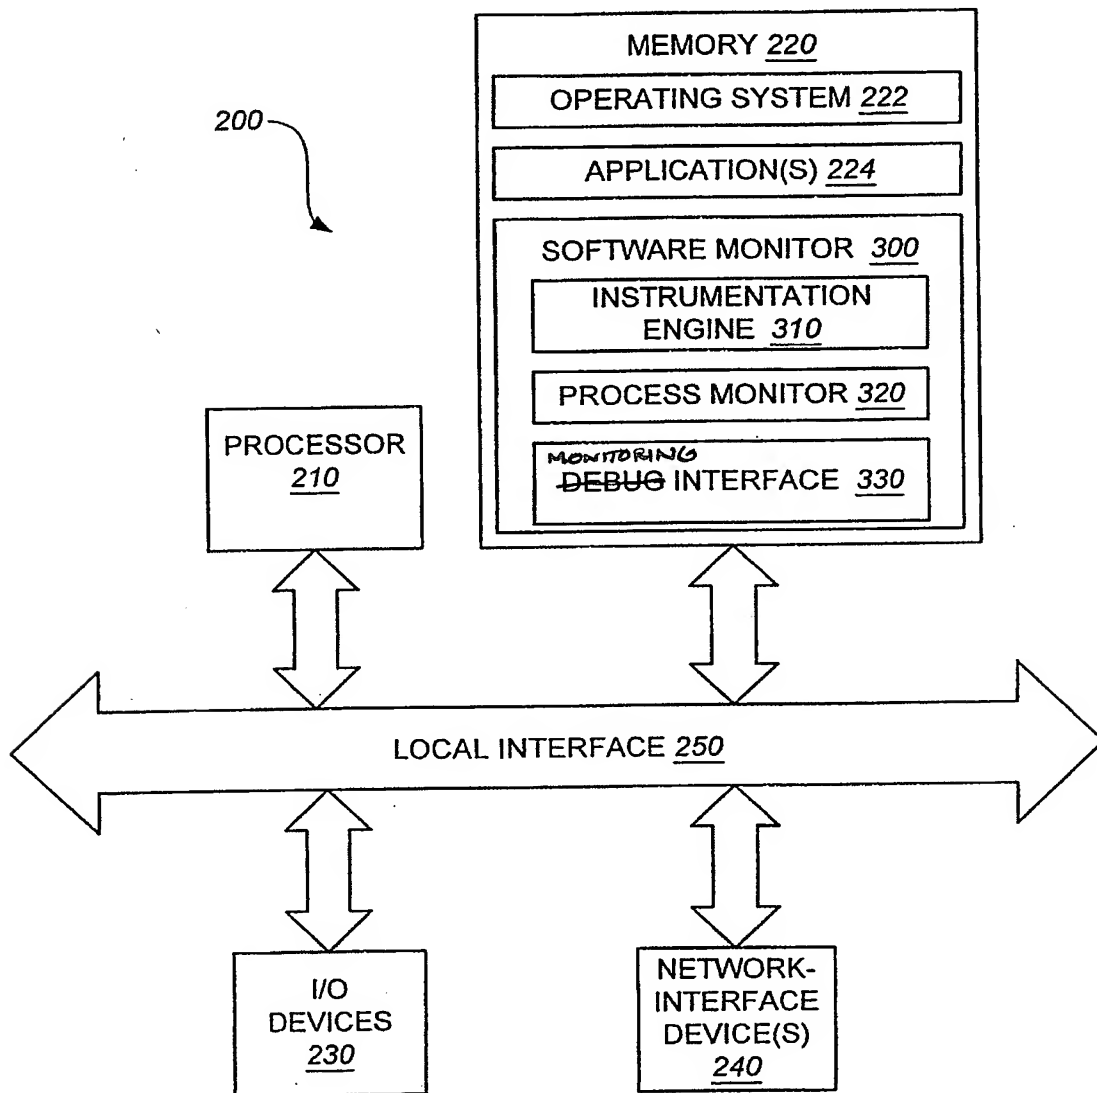 MEMORY 220
OPERATING SYSTEM 222
200
APPLICATION(S) 224
SOFTWARE MONITOR 300
INSTRUMENTATION
ENGINE 310
PROCESS MONITOR 320
MONITORING
DEBUG INTERFACE 330
PROCESSOR
210
LOCAL INTERFACE 250
I/O
DEVICES
230
NETWORK-
INTERFACE
DEVICE(S)
240